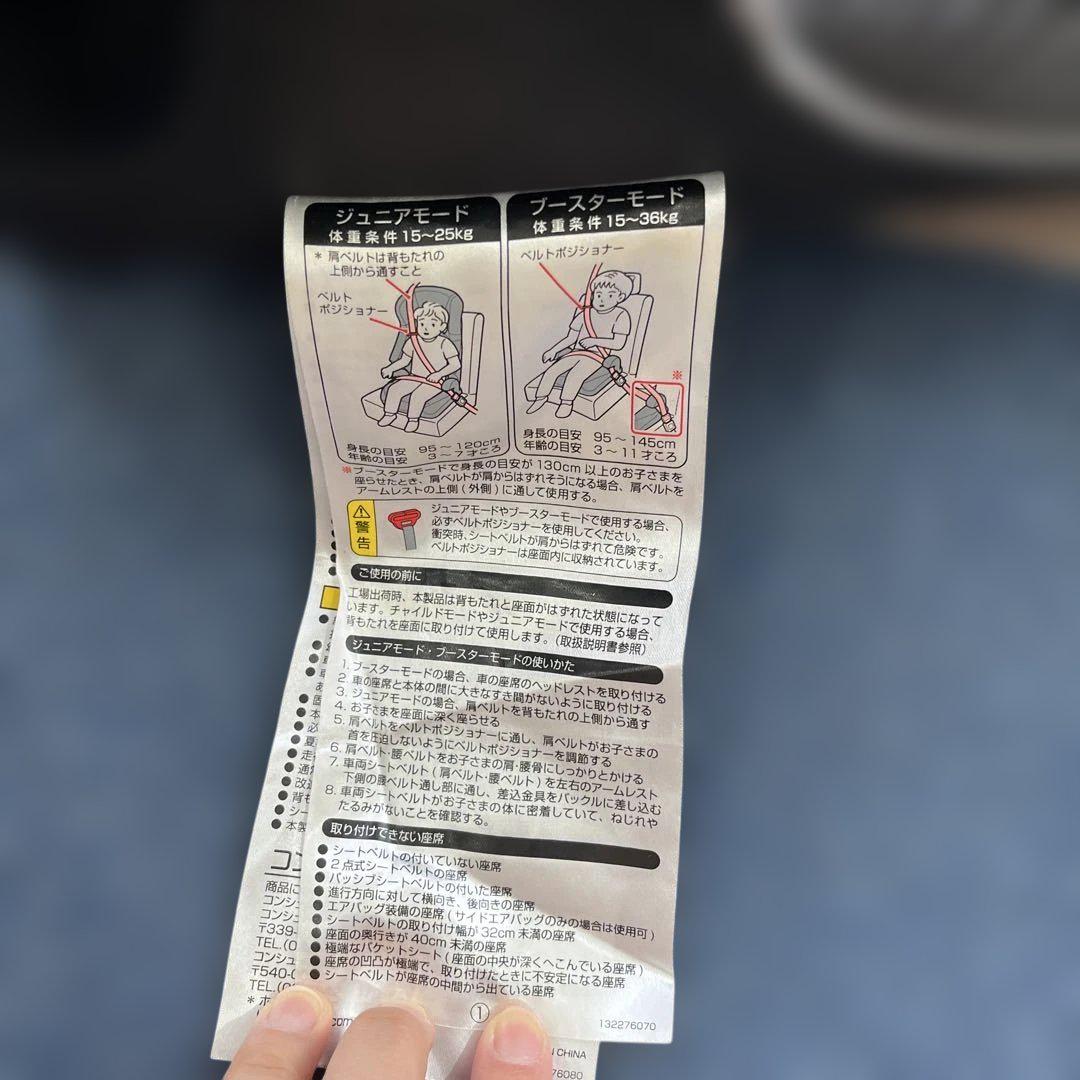 ジュニアモード
体重条件 15〜25kg
* 肩ベルトは背もたれの
上側から通すこと
ベルト
ポジショナー
身長の目安 95〜120cm
年齢の目安 3〜7才ころ
ブースターモード
体重条件 15〜36kg
ベルトポジショナー
※
身長の目安 95〜145cm
年齢の目安 3〜11才ころ
※ブースターモードで身長の目安が130cm以上のお子さまを
座らせたとき、肩ベルトが肩からはずれそうになる場合、肩ベルトを
アームレストの上側(外側)に通して使用する。
警告
ジュニアモードやブースターモードで使用する場合、
必ずベルトポジショナーを使用してください。
衝突時、シートベルトが肩からはずれて危険です。
ベルトポジショナーは座面内に収納されています。
ご使用の前に
工場出荷時、本製品は背もたれと座面がはずれた状態になって
います。チャイルドモードやジュニアモードで使用する場合、
背もたれを座面に取り付けて使用します。(取扱説明書参照)
ジュニアモード・ブースターモードの使いかた
1. ブースターモードの場合、車の座席のヘッドレストを取り付ける
2. 車の座席と本体の間に大きなすき間がないように取り付ける
3. ジュニアモードの場合、肩ベルトを背もたれの上側から通す
4. お子さまを座面に深く座らせる
5. 肩ベルトをベルトポジショナーに通し、肩ベルトがお子さまの
首を圧迫しないようにベルトポジショナーを調節する
6. 肩ベルト・腰ベルトをお子さまの肩・腰骨にしっかりとかける
7. 車両シートベルト(肩ベルト・腰ベルト)を左右のアームレスト
下側の腰ベルト通し部に通し、差込金具をバックルに差し込む
8. 車両シートベルトがお子さまの体に密着していて、ねじれや
たるみがないことを確認する。
取り付けできない座席
● シートベルトの付いていない座席
● 2点式シートベルトの座席
● パッシブシートベルトの付いた座席
● 進行方向に対して横向き、後向きの座席
● エアバッグ装備の座席(サイドエアバッグのみの場合は使用可)
● シートベルトの取り付け幅が32cm未満の座席
● 座面の奥行きが40cm未満の座席
● 極端なバケットシート(座面の中央が深くへこんでいる座席)
● 座席の凹凸が極端で、取り付けたときに不安定になる座席
● シートベルトが座席の中間から出ている座席
①
132276070
商品に
コンシ
コンシュ
〒339-
TEL.(0
コンシュ
〒540-0
TEL.(0
CHINA
76080